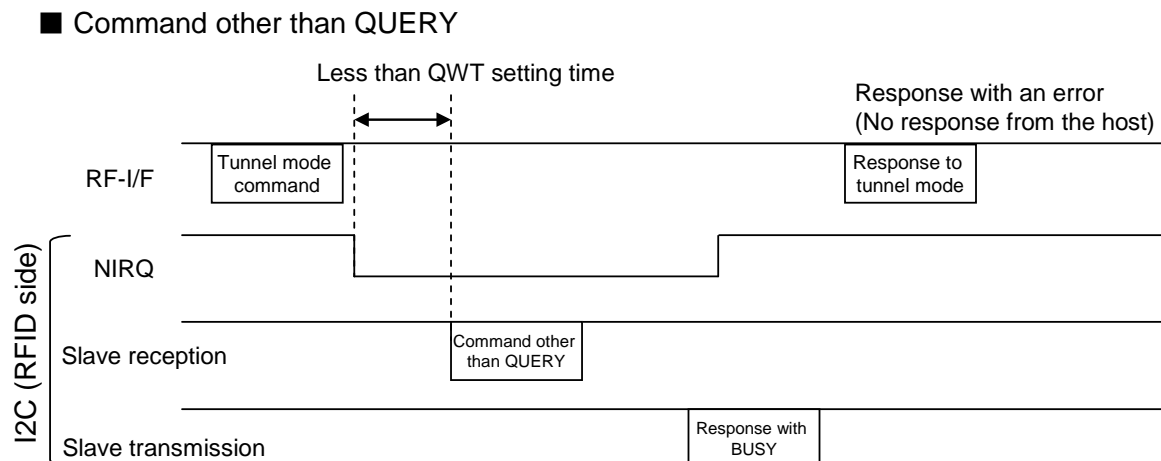 ■ Command other than QUERY
Less than QWT setting time
Response with an error
(No response from the host)
RF-I/F
Tunnel mode
command
Response to
tunnel mode
NIRQ
I2C (RFID side)
Slave reception
Command other
than QUERY
Slave transmission
Response with
BUSY